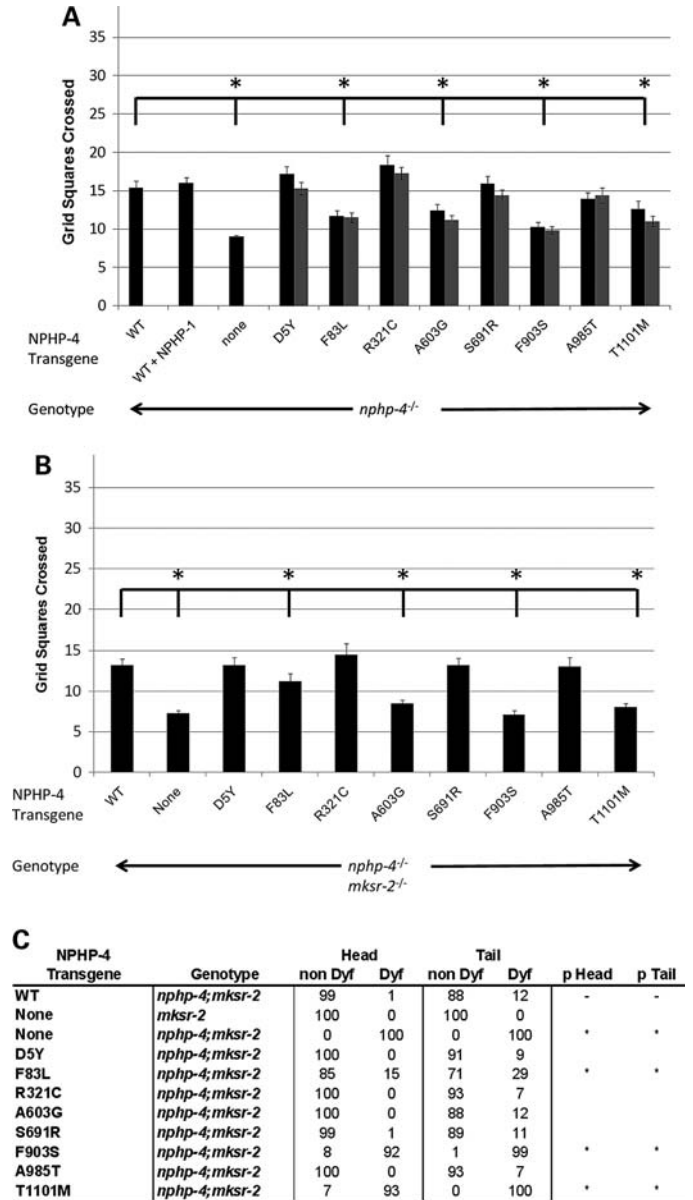 A
35
30
25
20
15
10
5
0
Grid Squares Crossed
* * * * *
NPHP-4
Transgene
WT
WT + NPHP-1
none
D5Y
F83L
R321C
A603G
S691R
F903S
A985T
T1101M
Genotype nphp-4-/-
B
35
30
25
20
15
10
5
0
Grid Squares Crossed
* * * * *
NPHP-4
Transgene
WT
None
D5Y
F83L
R321C
A603G
S691R
F903S
A985T
T1101M
Genotype nphp-4-/-
mksr-2-/-
C
NPHP-4 Head Tail
Transgene Genotype non Dyf Dyf non Dyf Dyf p Head p Tail
WT nphp-4;mksr-2 99 1 88 12 - -
None mksr-2 100 0 100 0
None nphp-4;mksr-2 0 100 0 100 * *
D5Y nphp-4;mksr-2 100 0 91 9
F83L nphp-4;mksr-2 85 15 71 29 * *
R321C nphp-4;mksr-2 100 0 93 7
A603G nphp-4;mksr-2 100 0 88 12
S691R nphp-4;mksr-2 99 1 89 11
F903S nphp-4;mksr-2 8 92 1 99 * *
A985T nphp-4;mksr-2 100 0 93 7
T1101M nphp-4;mksr-2 7 93 0 100 * *